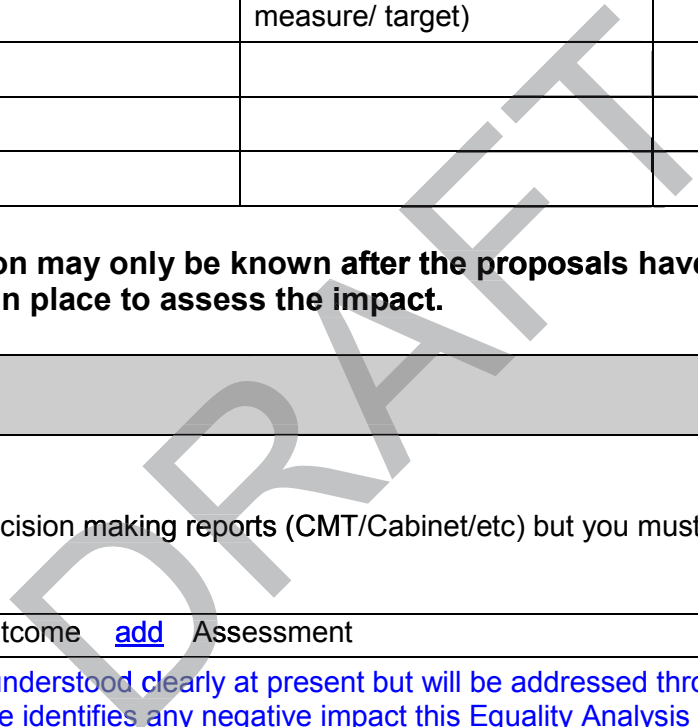 measure/ target)
on may only be known after the proposals have
n place to assess the impact.
cision making reports (CMT/Cabinet/etc) but you must
tcome add Assessment
understood clearly at present but will be addressed thro
e identifies any negative impact this Equality Analysis
DRAFT